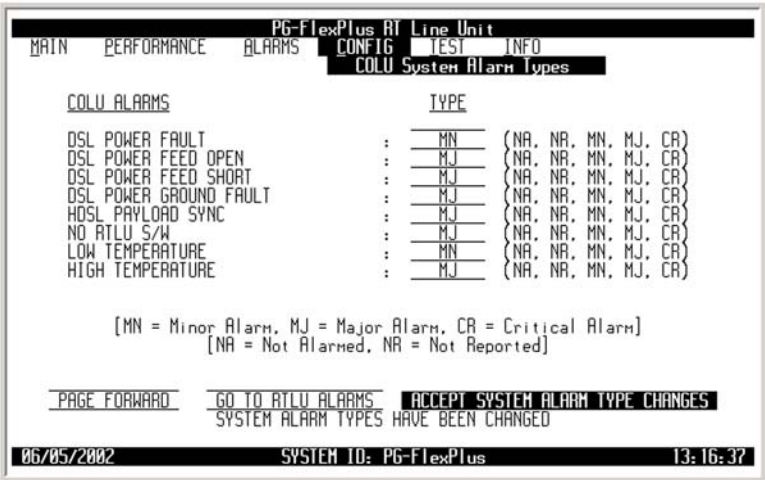 PG-FlexPlus RT Line Unit
MAIN PERFORMANCE ALARMS CONFIG TEST INFO
COLU System Alarm Types
COLU ALARMS TYPE
DSL POWER FAULT : MN (NA, NR, MN, MJ, CR)
DSL POWER FEED OPEN : MJ (NA, NR, MN, MJ, CR)
DSL POWER FEED SHORT : MJ (NA, NR, MN, MJ, CR)
DSL POWER GROUND FAULT : MJ (NA, NR, MN, MJ, CR)
HDSL PAYLOAD SYNC : MJ (NA, NR, MN, MJ, CR)
NO RTLU S/W : MJ (NA, NR, MN, MJ, CR)
LOW TEMPERATURE : MN (NA, NR, MN, MJ, CR)
HIGH TEMPERATURE : MJ (NA, NR, MN, MJ, CR)
[MN = Minor Alarm, MJ = Major Alarm, CR = Critical Alarm]
[NA = Not Alarmed, NR = Not Reported]
PAGE FORWARD GO TO RTLU ALARMS ACCEPT SYSTEM ALARM TYPE CHANGES
SYSTEM ALARM TYPES HAVE BEEN CHANGED
06/05/2002 SYSTEM ID: PG-FlexPlus 13:16:37